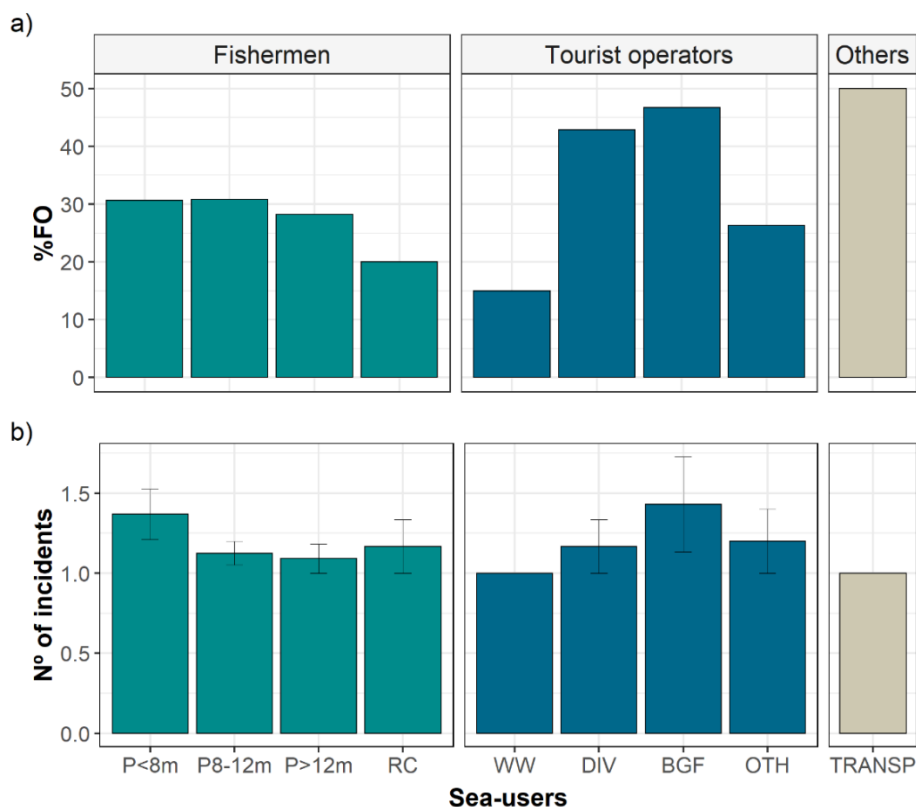 a)
Fishermen Tourist operators Others
50
40
30
20
10
0
%FO
b)
1.5
1.0
0.5
0.0
Nº of incidents
P<8m P8-12m P>12m RC WW DIV BGF OTH TRANSP
Sea-users